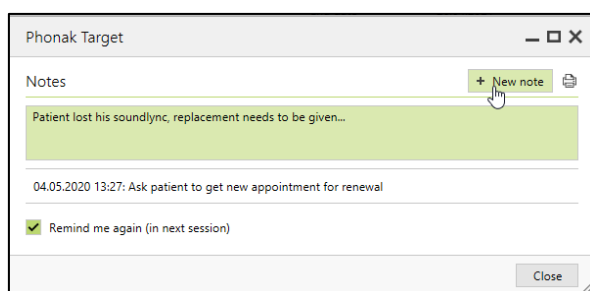 Phonak Target
Notes
+ New note
Patient lost his soundlync, replacement needs to be given...
04.05.2020 13:27: Ask patient to get new appointment for renewal
Remind me again (in next session)
Close